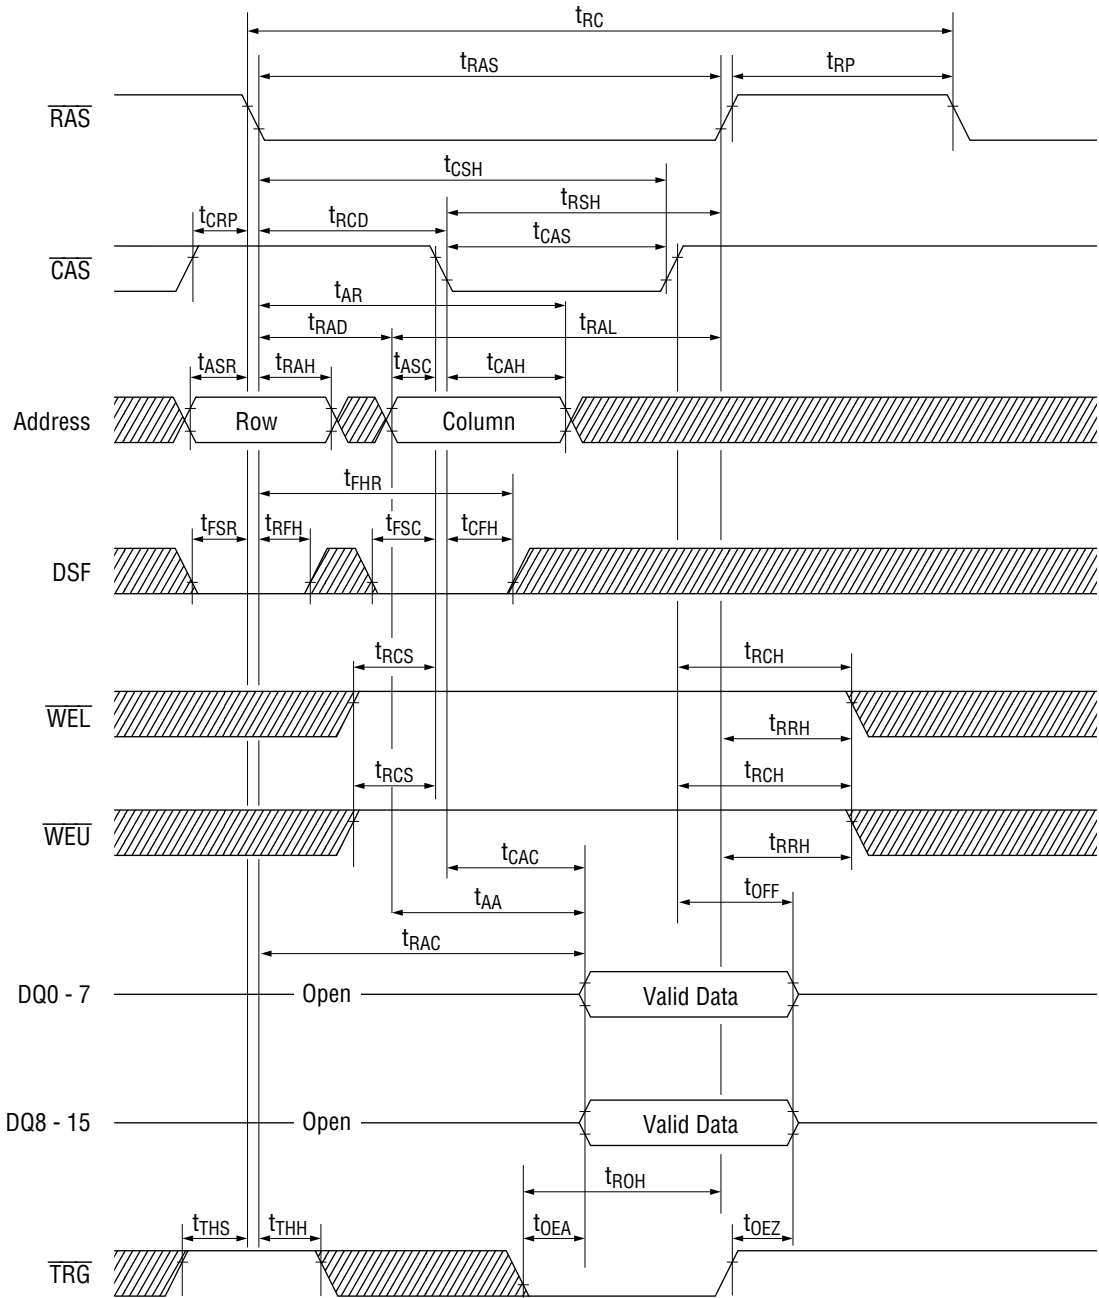 tRC
tRAS tRP
RAS
tCSH
tRSH
tCRP tRCD
tCAS
CAS
tAR
tRAD tRAL
tASR tRAH tASC tCAH
Address Row Column
tFHR
tFSR tRFH tFSC tCFH
DSF
tRCS tRCH
WEL
tRRH
tRCS tRCH
WEU
tRRH
tCAC
tOFF
tAA
tRAC
DQ0 - 7 Open Valid Data
DQ8 - 15 Open Valid Data
tROH
tTHS tTHH tOEA tOEZ
TRG